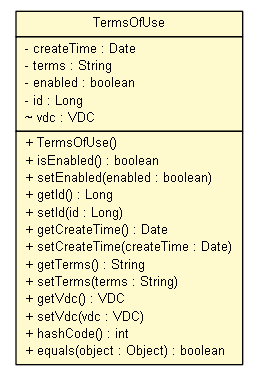 TermsOfUse
- createTime : Date
- terms : String
- enabled : boolean
- id : Long
~ vdc : VDC
+ TermsOfUse()
+ isEnabled() : boolean
+ setEnabled(enabled : boolean)
+ getId() : Long
+ setId(id : Long)
+ getCreateTime() : Date
+ setCreateTime(createTime : Date)
+ getTerms() : String
+ setTerms(terms : String)
+ getVdc() : VDC
+ setVdc(vdc : VDC)
+ hashCode() : int
+ equals(object : Object) : boolean